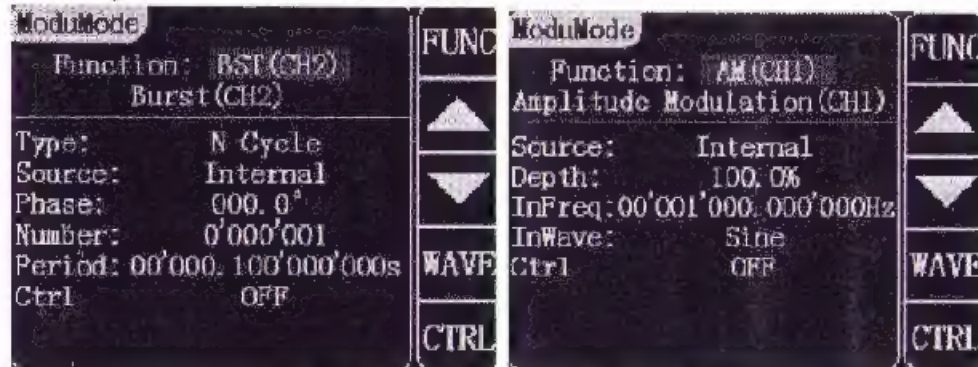 ModuMode
Function: BST(CH2)
Burst(CH2)
Type: N Cycle
Source: Internal
Phase: 000.0°
Number: 0'000'001
Period: 00'000.100'000'000s
Ctrl OFF
FUNC
WAVE
CTRL
ModuMode
Function: AM(CH1)
Amplitude Modulation(CH1)
Source: Internal
Depth: 100.0%
InFreq:00'001'000.000'000Hz
InWave: Sine
Ctrl OFF
FUNC
WAVE
CTRL